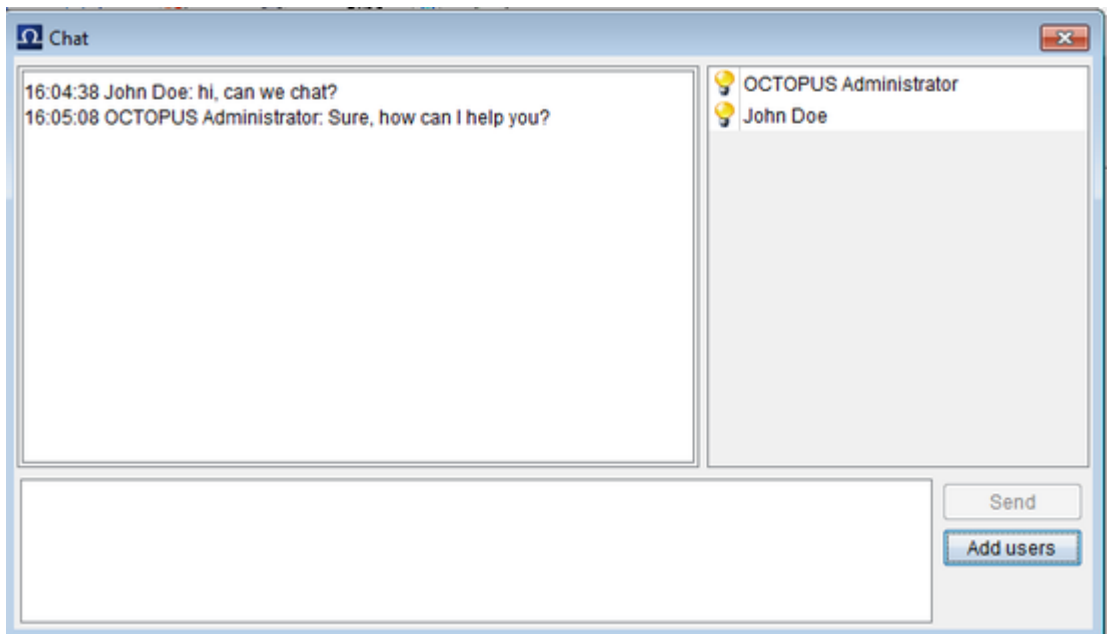 Chat
16:04:38 John Doe: hi, can we chat?
16:05:08 OCTOPUS Administrator: Sure, how can I help you?
OCTOPUS Administrator
John Doe
Send
Add users